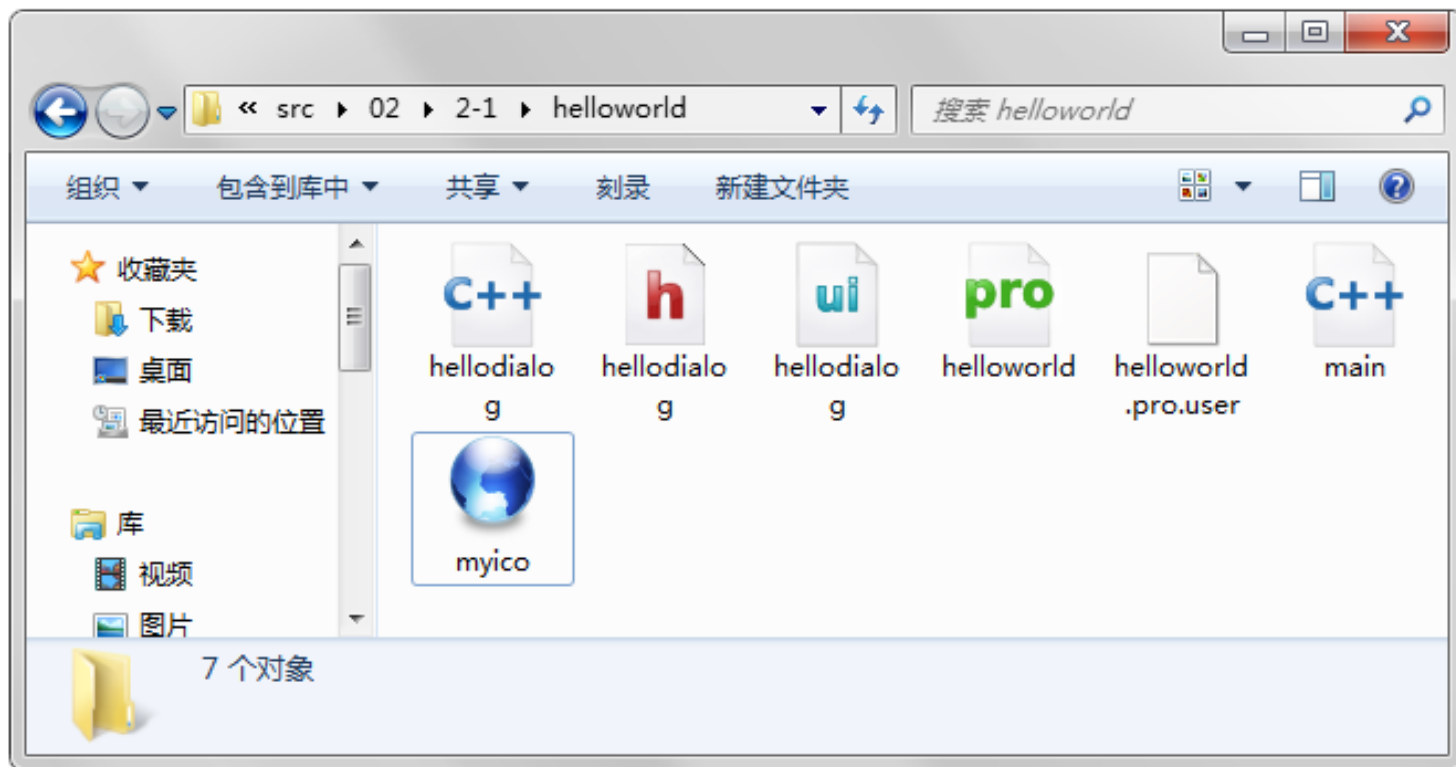 « src 02 2-1 helloworld
搜索 helloworld
组织 包含到库中 共享 刻录 新建文件夹
收藏夹
下载
桌面
最近访问的位置
库
视频
图片
C++ h ui pro C++
hellodialo hellodialo hellodialo helloworld helloworld main
g g g .pro.user
myico
7 个对象